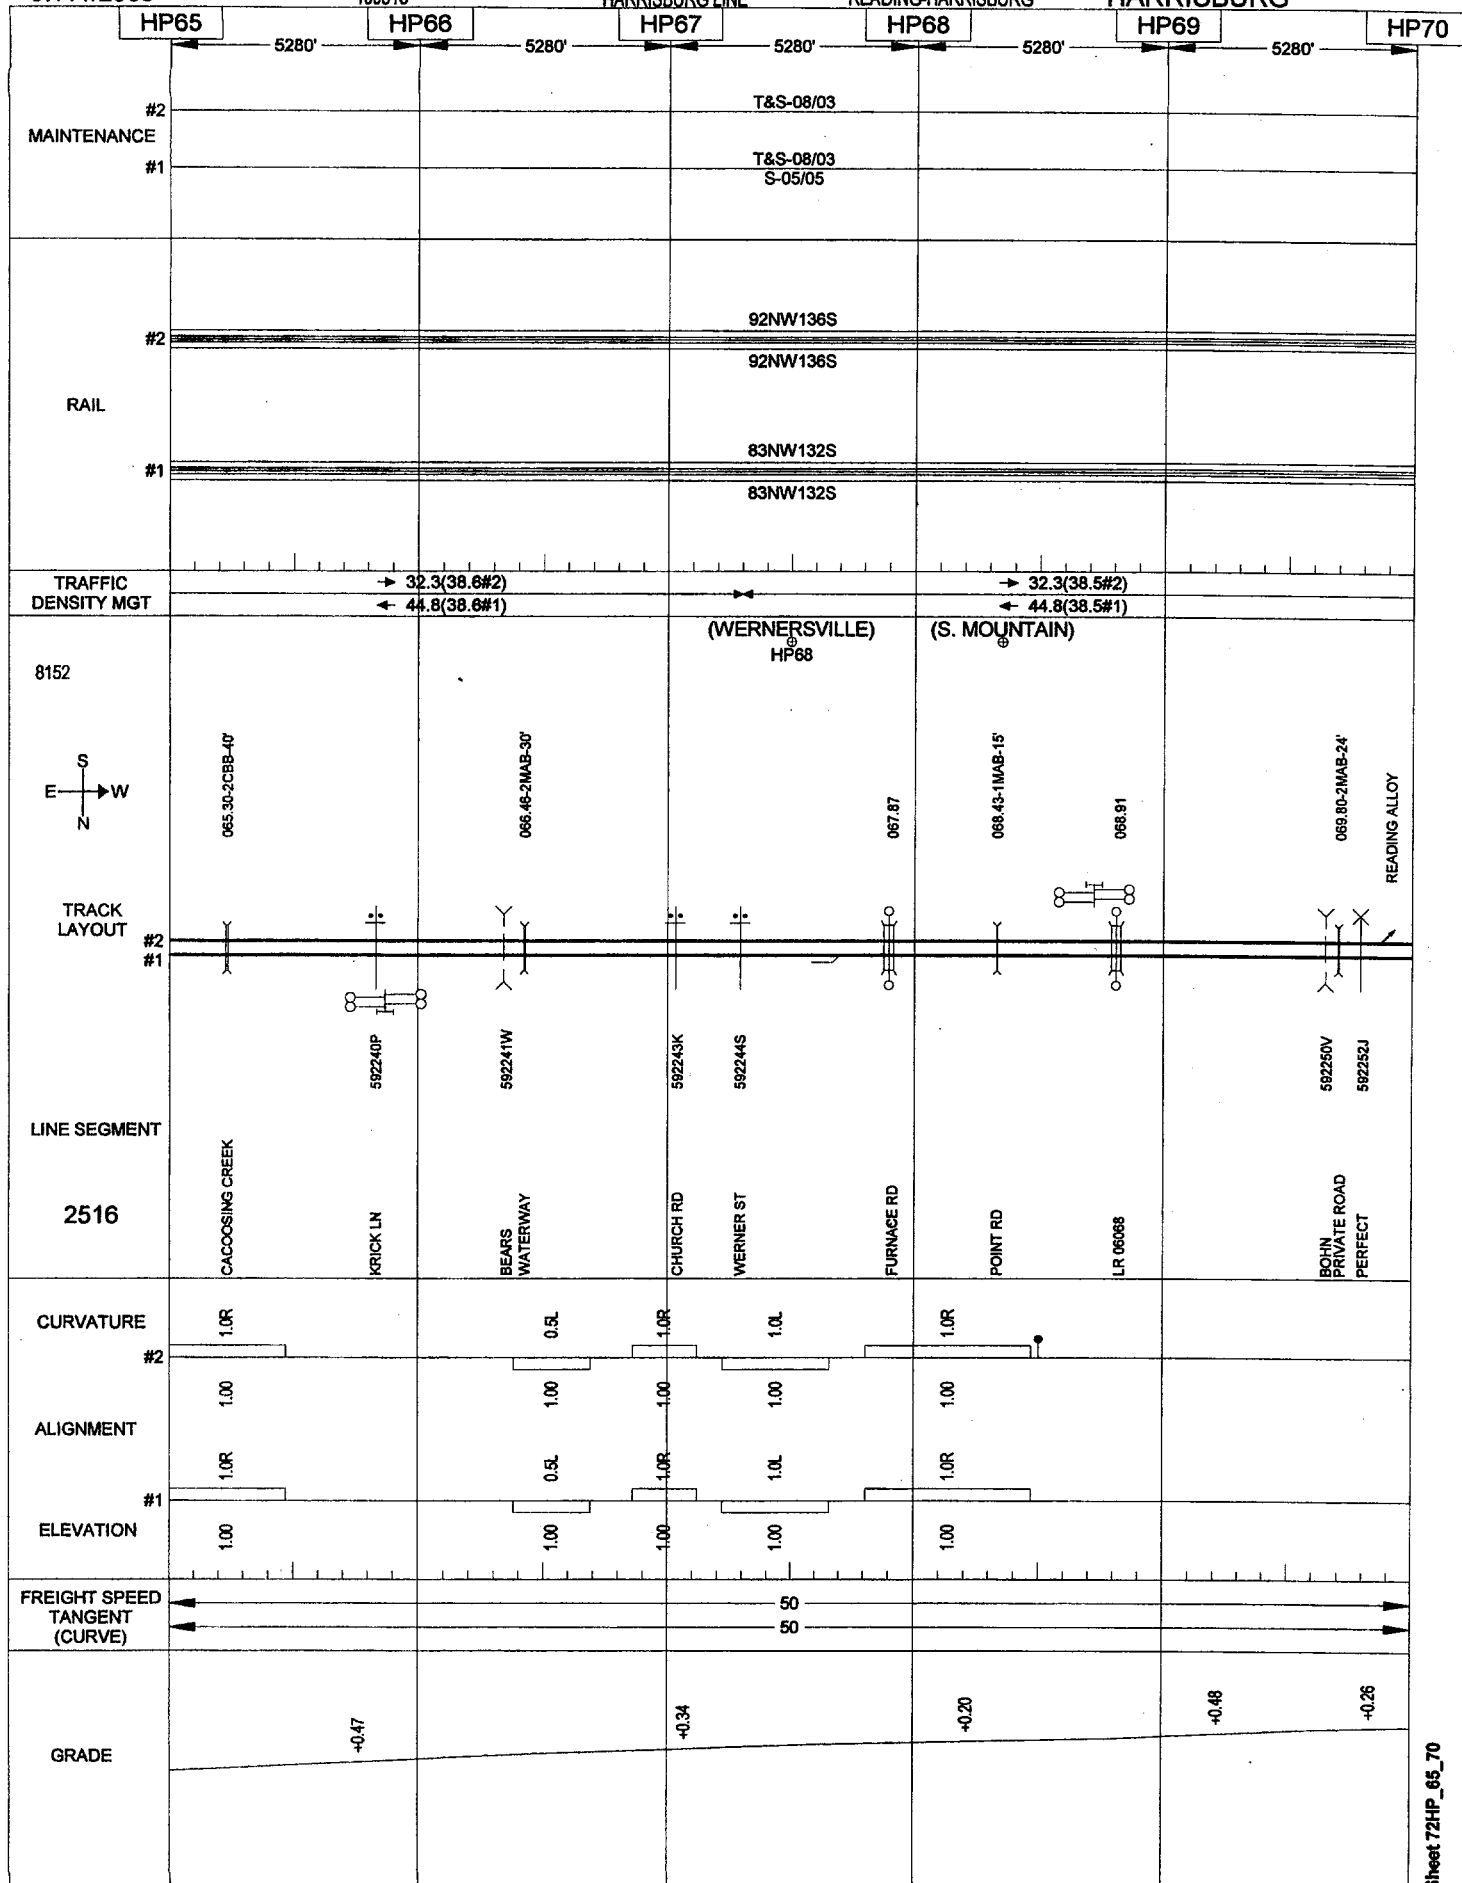 HARRISBURG LINE READING-HARRISBURG HARRISBURG
HP65 HP66 HP67 HP68 HP69 HP70
5280' 5280' 5280' 5280' 5280'
#2 T&S-08/03
MAINTENANCE
#1 T&S-08/03
S-05/05
92NW136S
#2
92NW136S
RAIL
83NW132S
#1
83NW132S
TRAFFIC
DENSITY MGT
32.3(38.6#2) 32.3(38.5#2)
44.8(38.6#1) 44.8(38.5#1)
(WERNERSVILLE) (S. MOUNTAIN)
HP68
8152
S
E W
N
065.30-2CBB-40'
066.46-2MAB-30'
067.87
068.43-1MAB-15'
068.91
069.80-2MAB-24'
READING ALLOY
TRACK
LAYOUT
#2
#1
592240P
592241W
592243K
592244S
592250V
592252J
LINE SEGMENT
2516
CACOOSING CREEK
KRICK LN
BEARS
WATERWAY
CHURCH RD
WERNER ST
FURNACE RD
POINT RD
LR 06068
BOHN
PRIVATE ROAD
PERFECT
CURVATURE
1.0R 0.5L 1.0R 1.0L 1.0R
#2
1.00 1.00 1.00 1.00 1.00
ALIGNMENT
1.0R 0.5L 1.0R 1.0L 1.0R
#1
ELEVATION
1.00 1.00 1.00 1.00 1.00
FREIGHT SPEED
TANGENT
(CURVE)
50
50
GRADE
+0.47 +0.34 +0.20 +0.48 +0.26
Sheet 72HP_65_70